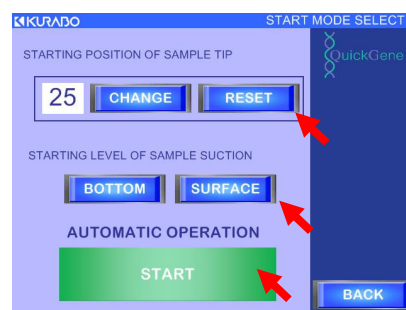 KURABO
START MODE SELECT
QuickGene
STARTING POSITION OF SAMPLE TIP
25 CHANGE RESET
STARTING LEVEL OF SAMPLE SUCTION
BOTTOM SURFACE
AUTOMATIC OPERATION
START
BACK